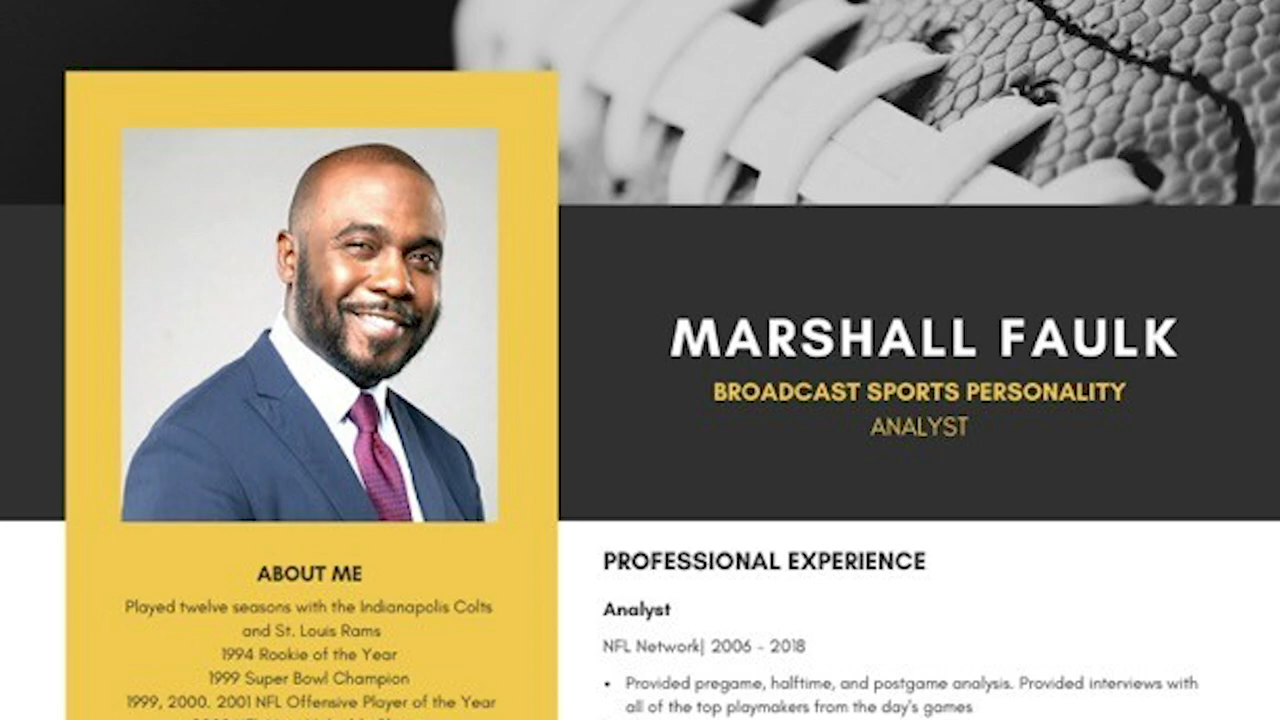 MARSHALL FAULK
BROADCAST SPORTS PERSONALITY
ANALYST
ABOUT ME
Played twelve seasons with the Indianapolis Colts
and St. Louis Rams
1994 Rookie of the Year
1999 Super Bowl Champion
1999, 2000. 2001 NFL Offensive Player of the Year
PROFESSIONAL EXPERIENCE
Analyst
NFL Network| 2006 - 2018
• Provided pregame, halftime, and postgame analysis. Provided interviews with
all of the top playmakers from the day's games